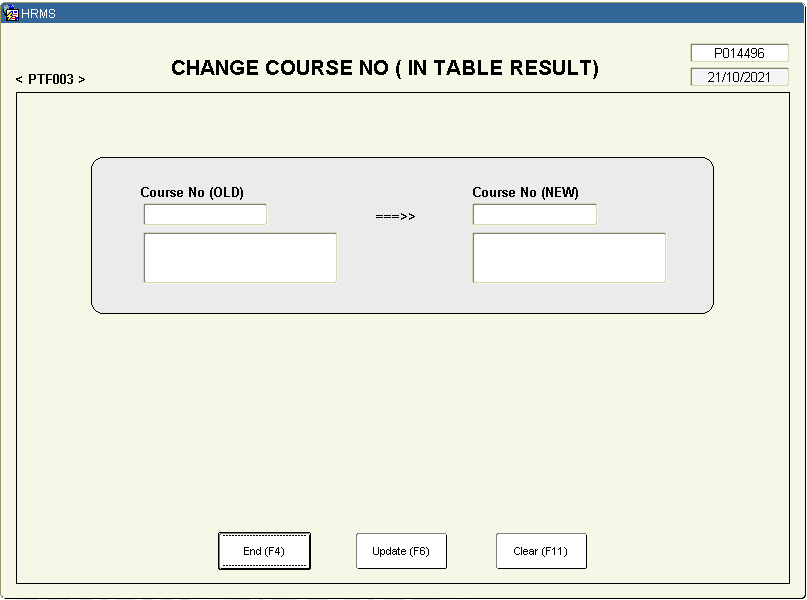 HRMS
P014496
CHANGE COURSE NO ( IN TABLE RESULT)
< PTF003 >
21/10/2021
Course No (OLD)
Course No (NEW)
===>>
End (F4)
Update (F6)
Clear (F11)